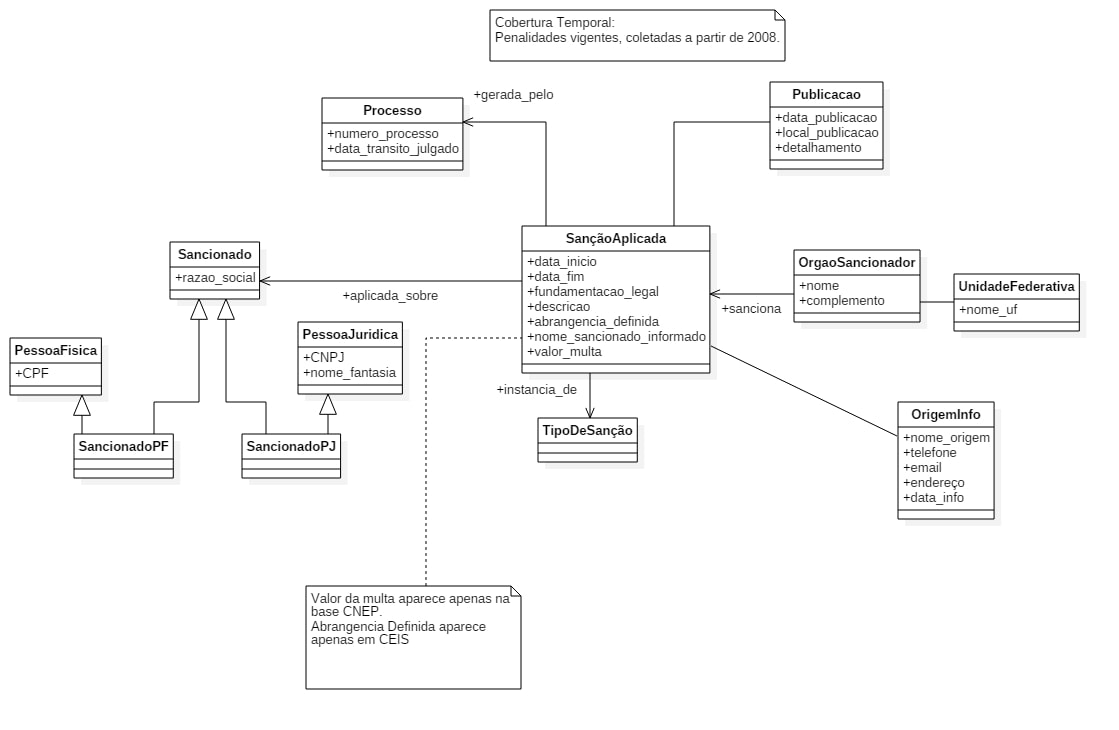 Cobertura Temporal:
Penalidades vigentes, coletadas a partir de 2008.
+gerada_pelo
Processo
+numero_processo
+data_transito_julgado
Publicacao
+data_publicacao
+local_publicacao
+detalhamento
Sancionado
+razao_social
+aplicada_sobre
SançãoAplicada
+data_inicio
+data_fim
+fundamentacao_legal
+descricao
+abrangencia_definida
+nome_sancionado_informado
+valor_multa
OrgaoSancionador
+nome
+complemento
+sanciona
UnidadeFederativa
+nome_uf
PessoaFisica
+CPF
PessoaJuridica
+CNPJ
+nome_fantasia
SancionadoPF
SancionadoPJ
+instancia_de
TipoDeSanção
OrigemInfo
+nome_origem
+telefone
+email
+endereço
+data_info
Valor da multa aparece apenas na
base CNEP.
Abrangencia Definida aparece
apenas em CEIS